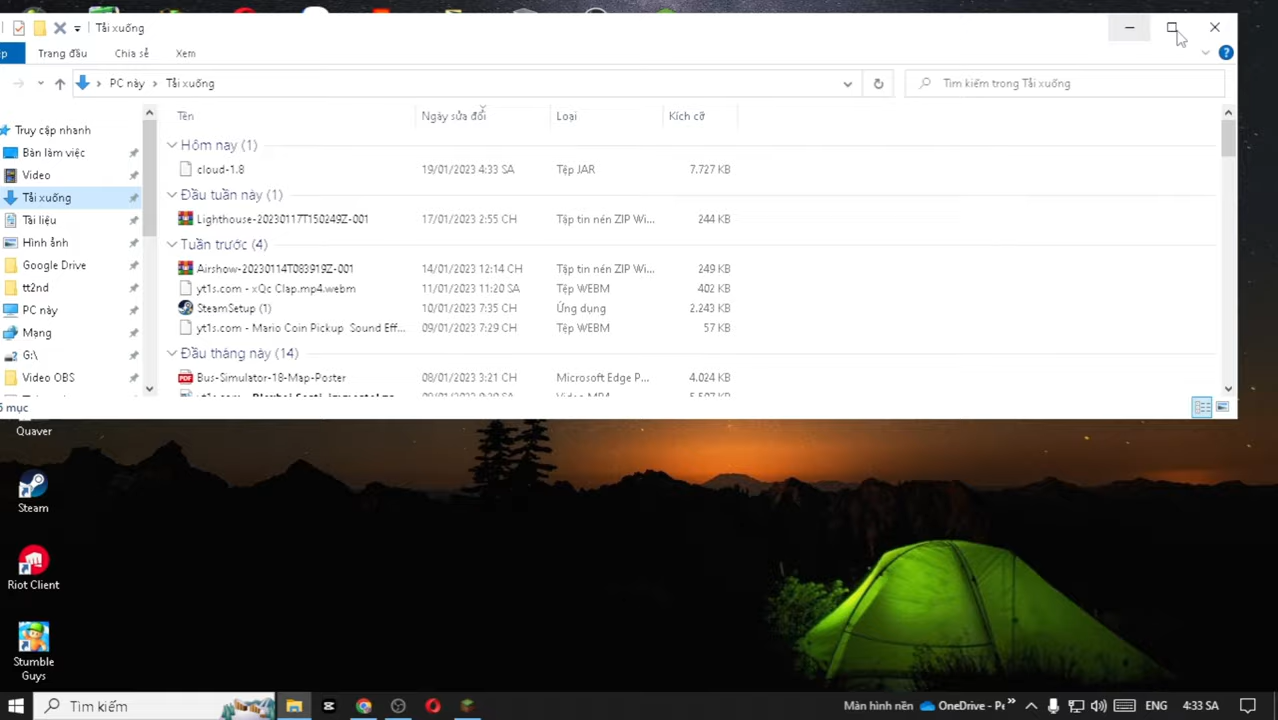 Tải xuống
ệp
Trang đầu
Chia sẻ
Xem
PC này > Tải xuống
Tìm kiếm trong Tải xuống
Truy cập nhanh
Bàn làm việc
Video
Tải xuống
Tài liệu
Hình ảnh
Google Drive
tt2nd
PC này
Mạng
G:\
Video OBS
Tên Ngày sửa đổi Loại Kích cỡ
Hôm nay (1)
cloud-1.8 19/01/2023 4:33 SA Tệp JAR 7.727 KB
Đầu tuần này (1)
Lighthouse-20230117T150249Z-001 17/01/2023 2:55 CH Tập tin nén ZIP Wi... 244 KB
Tuần trước (4)
Airshow-20230114T083919Z-001 14/01/2023 12:14 CH Tập tin nén ZIP Wi... 249 KB
yt1s.com - xQc Clap.mp4.webm 11/01/2023 11:20 SA Tệp WEBM 402 KB
SteamSetup (1) 10/01/2023 7:35 CH Ứng dụng 2.243 KB
yt1s.com - Mario Coin Pickup Sound Eff... 09/01/2023 7:29 CH Tệp WEBM 57 KB
Đầu tháng này (14)
Bus-Simulator-18-Map-Poster 08/01/2023 3:21 CH Microsoft Edge P... 4.024 KB
mục
Quaver
Steam
Riot Client
Stumble
Guys
Tìm kiếm
Màn hình nền
OneDrive - Pe
ENG
4:33 SA